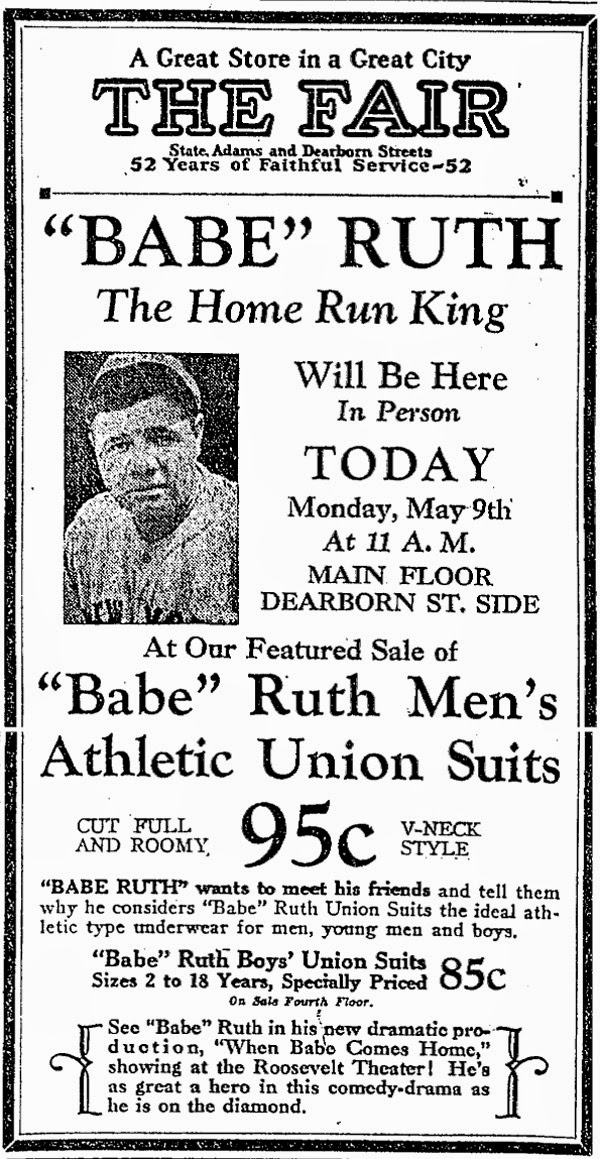 A Great Store in a Great City
THE FAIR
State, Adams and Dearborn Streets
52 Years of Faithful Service-52
“BABE” RUTH
The Home Run King
Will Be Here
In Person
TODAY
Monday, May 9th
At 11 A. M.
MAIN FLOOR
DEARBORN ST. SIDE
At Our Featured Sale of
“Babe” Ruth Men's
Athletic Union Suits
CUT FULL
AND ROOMY
95c
V-NECK
STYLE
“BABE RUTH” wants to meet his friends and tell them
why he considers “Babe” Ruth Union Suits the ideal ath-
letic type underwear for men, young men and boys.
“Babe” Ruth Boys' Union Suits
Sizes 2 to 18 Years, Specially Priced
85c
On Sale Fourth Floor.
See “Babe” Ruth in his new dramatic pro-
duction, “When Babe Comes Home,”
showing at the Roosevelt Theater! He's
as great a hero in this comedy-drama as
he is on the diamond.